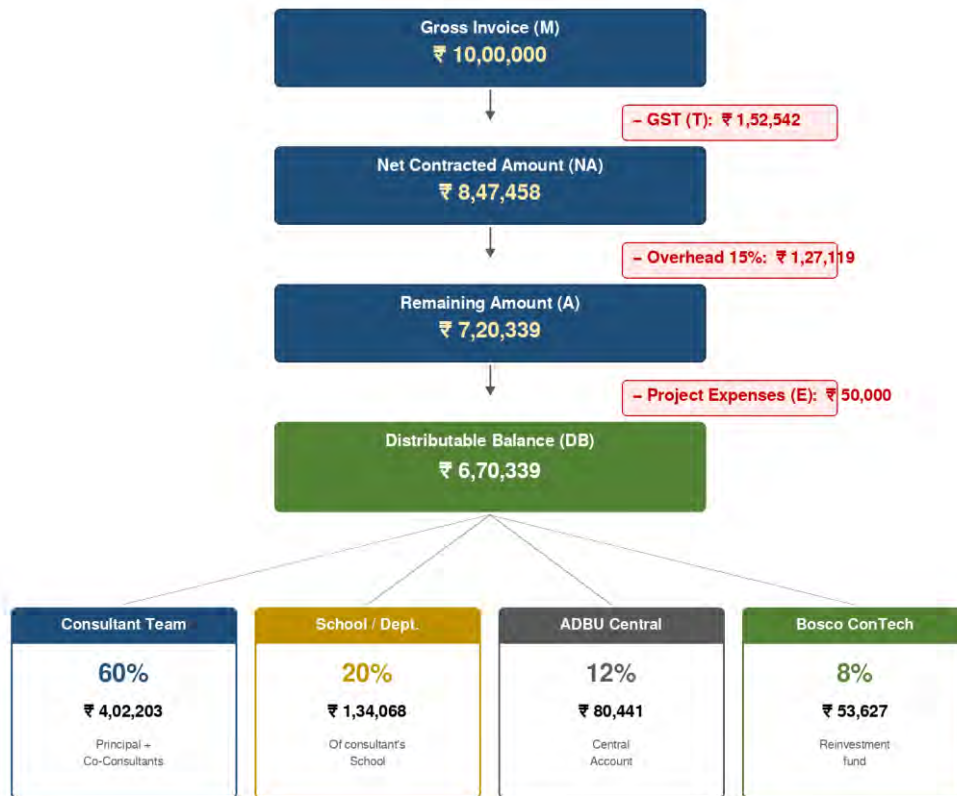 Gross Invoice (M)
₹ 10,00,000
– GST (T): ₹ 1,52,542
Net Contracted Amount (NA)
₹ 8,47,458
– Overhead 15%: ₹ 1,27,119
Remaining Amount (A)
₹ 7,20,339
– Project Expenses (E): ₹ 50,000
Distributable Balance (DB)
₹ 6,70,339
Consultant Team
60%
₹ 4,02,203
Principal +
Co-Consultants
School / Dept.
20%
₹ 1,34,068
Of consultant's
School
ADBU Central
12%
₹ 80,441
Central
Account
Bosco ConTech
8%
₹ 53,627
Reinvestment
fund